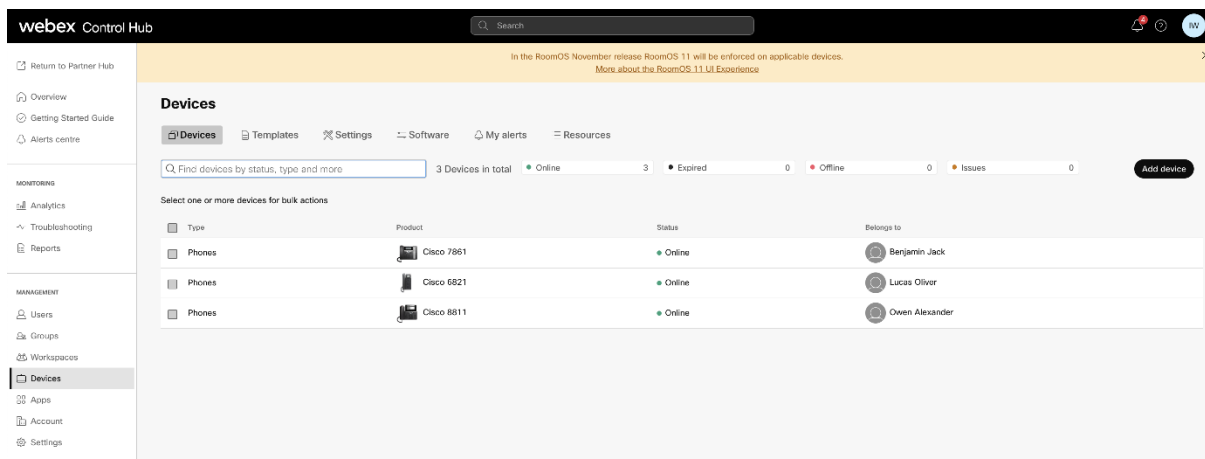 webex Control Hub
Search
4
IW
Return to Partner Hub
Overview
Getting Started Guide
Alerts centre
MONITORING
Analytics
Troubleshooting
Reports
MANAGEMENT
Users
Groups
Workspaces
Devices
Apps
Account
Settings
In the RoomOS November release RoomOS 11 will be enforced on applicable devices.
More about the RoomOS 11 UI Experience
Devices
Devices Templates Settings Software My alerts Resources
Find devices by status, type and more 3 Devices in total Online 3 Expired 0 Offline 0 Issues 0 Add device
Select one or more devices for bulk actions
Type Product Status Belongs to
Phones Cisco 7861 Online Benjamin Jack
Phones Cisco 6821 Online Lucas Oliver
Phones Cisco 8811 Online Owen Alexander